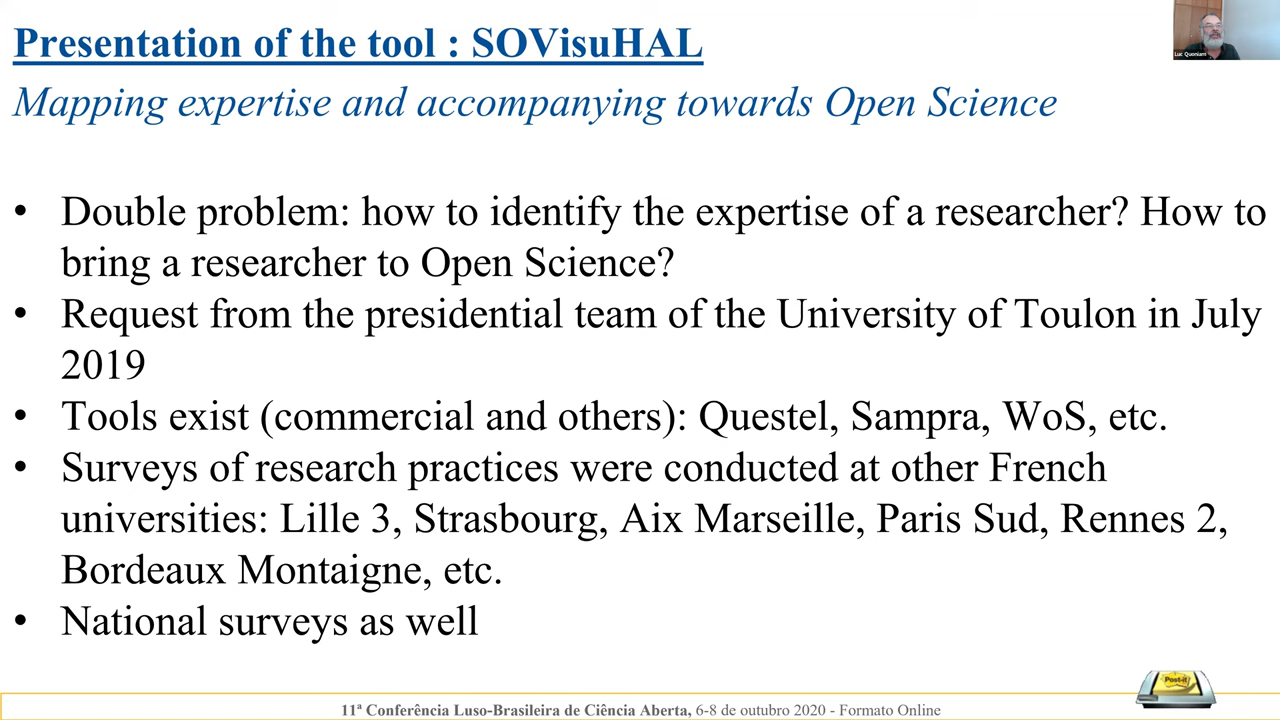 Presentation of the tool : SOVisuHAL
Luc Quoniam
Mapping expertise and accompanying towards Open Science
• Double problem: how to identify the expertise of a researcher? How to
bring a researcher to Open Science?
• Request from the presidential team of the University of Toulon in July
2019
• Tools exist (commercial and others): Questel, Sampra, WoS, etc.
• Surveys of research practices were conducted at other French
universities: Lille 3, Strasbourg, Aix Marseille, Paris Sud, Rennes 2,
Bordeaux Montaigne, etc.
• National surveys as well
Post-it
11ª Conferência Luso-Brasileira de Ciência Aberta, 6-8 de outubro 2020 - Formato Online